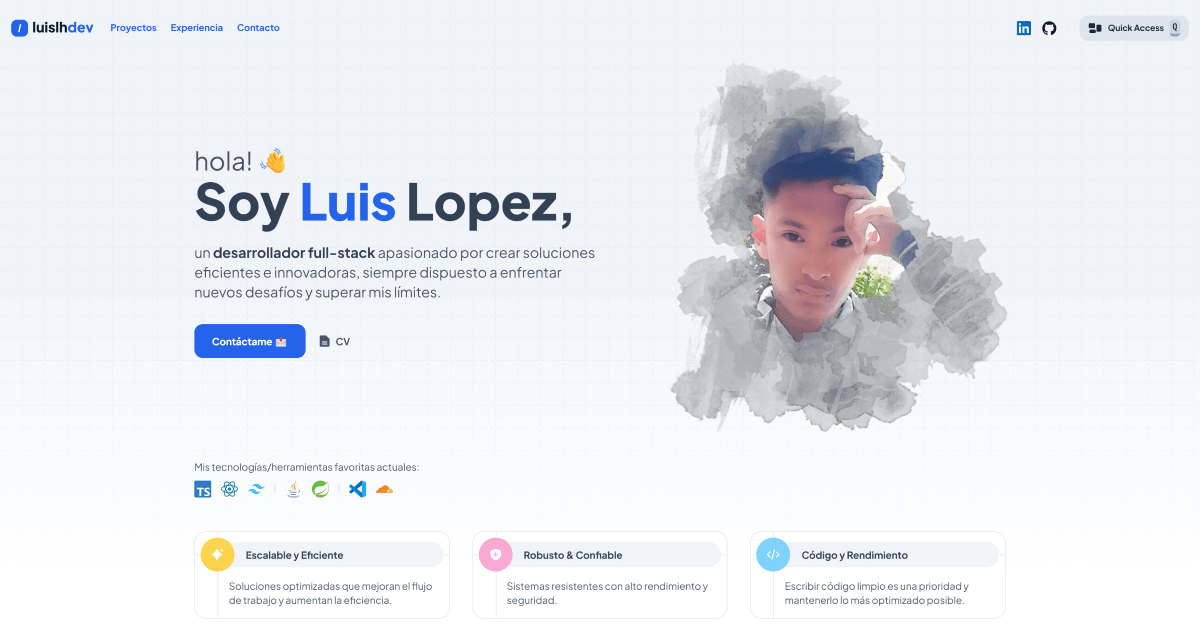 / luislhdev Proyectos Experiencia Contacto Quick Access Q
hola! 👋
Soy Luis Lopez,
un desarrollador full-stack apasionado por crear soluciones
eficientes e innovadoras, siempre dispuesto a enfrentar
nuevos desafíos y superar mis límites.
Contáctame 💌 CV
Mis tecnologías/herramientas favoritas actuales:
TS
Escalable y Eficiente
Soluciones optimizadas que mejoran el flujo
de trabajo y aumentan la eficiencia.
Robusto & Confiable
Sistemas resistentes con alto rendimiento y
seguridad.
</> Código y Rendimiento
Escribir código limpio es una prioridad y
mantenerlo lo más optimizado posible.